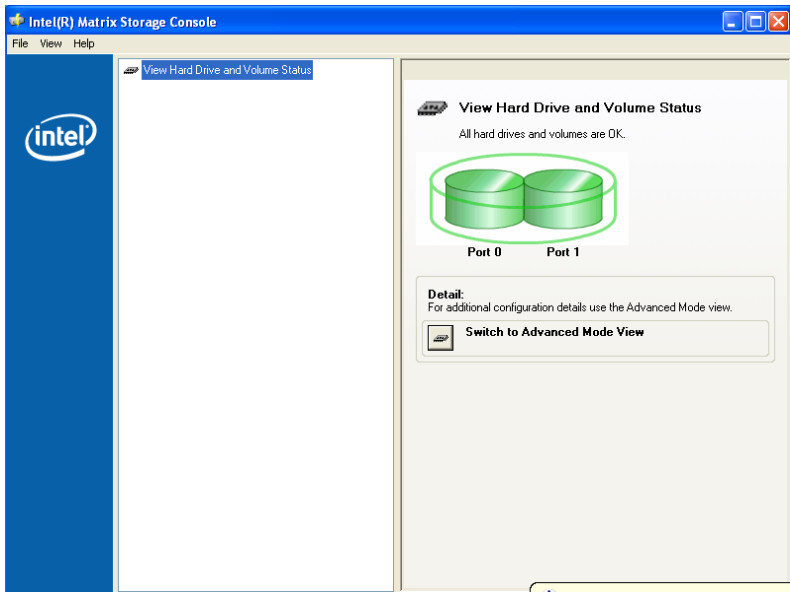 Intel(R) Matrix Storage Console
File View Help
View Hard Drive and Volume Status
intel
View Hard Drive and Volume Status
All hard drives and volumes are OK.
Port 0 Port 1
Detail:
For additional configuration details use the Advanced Mode view.
Switch to Advanced Mode View